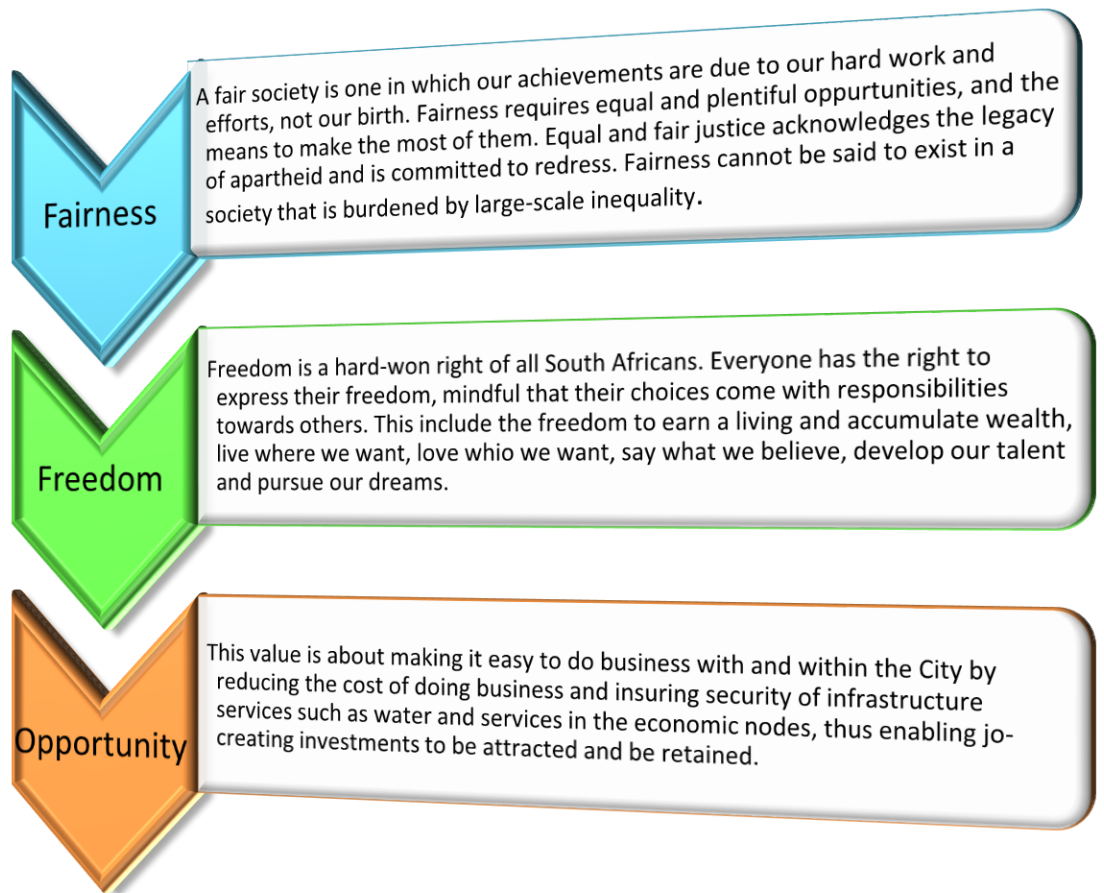 Fairness
A fair society is one in which our achievements are due to our hard work and
efforts, not our birth. Fairness requires equal and plentiful oppurtunities, and the
means to make the most of them. Equal and fair justice acknowledges the legacy
of apartheid and is committed to redress. Fairness cannot be said to exist in a
society that is burdened by large-scale inequality.
Freedom
Freedom is a hard-won right of all South Africans. Everyone has the right to
express their freedom, mindful that their choices come with responsibilities
towards others. This include the freedom to earn a living and accumulate wealth,
live where we want, love whio we want, say what we believe, develop our talent
and pursue our dreams.
Opportunity
This value is about making it easy to do business with and within the City by
reducing the cost of doing business and insuring security of infrastructure
services such as water and services in the economic nodes, thus enabling jo-
creating investments to be attracted and be retained.